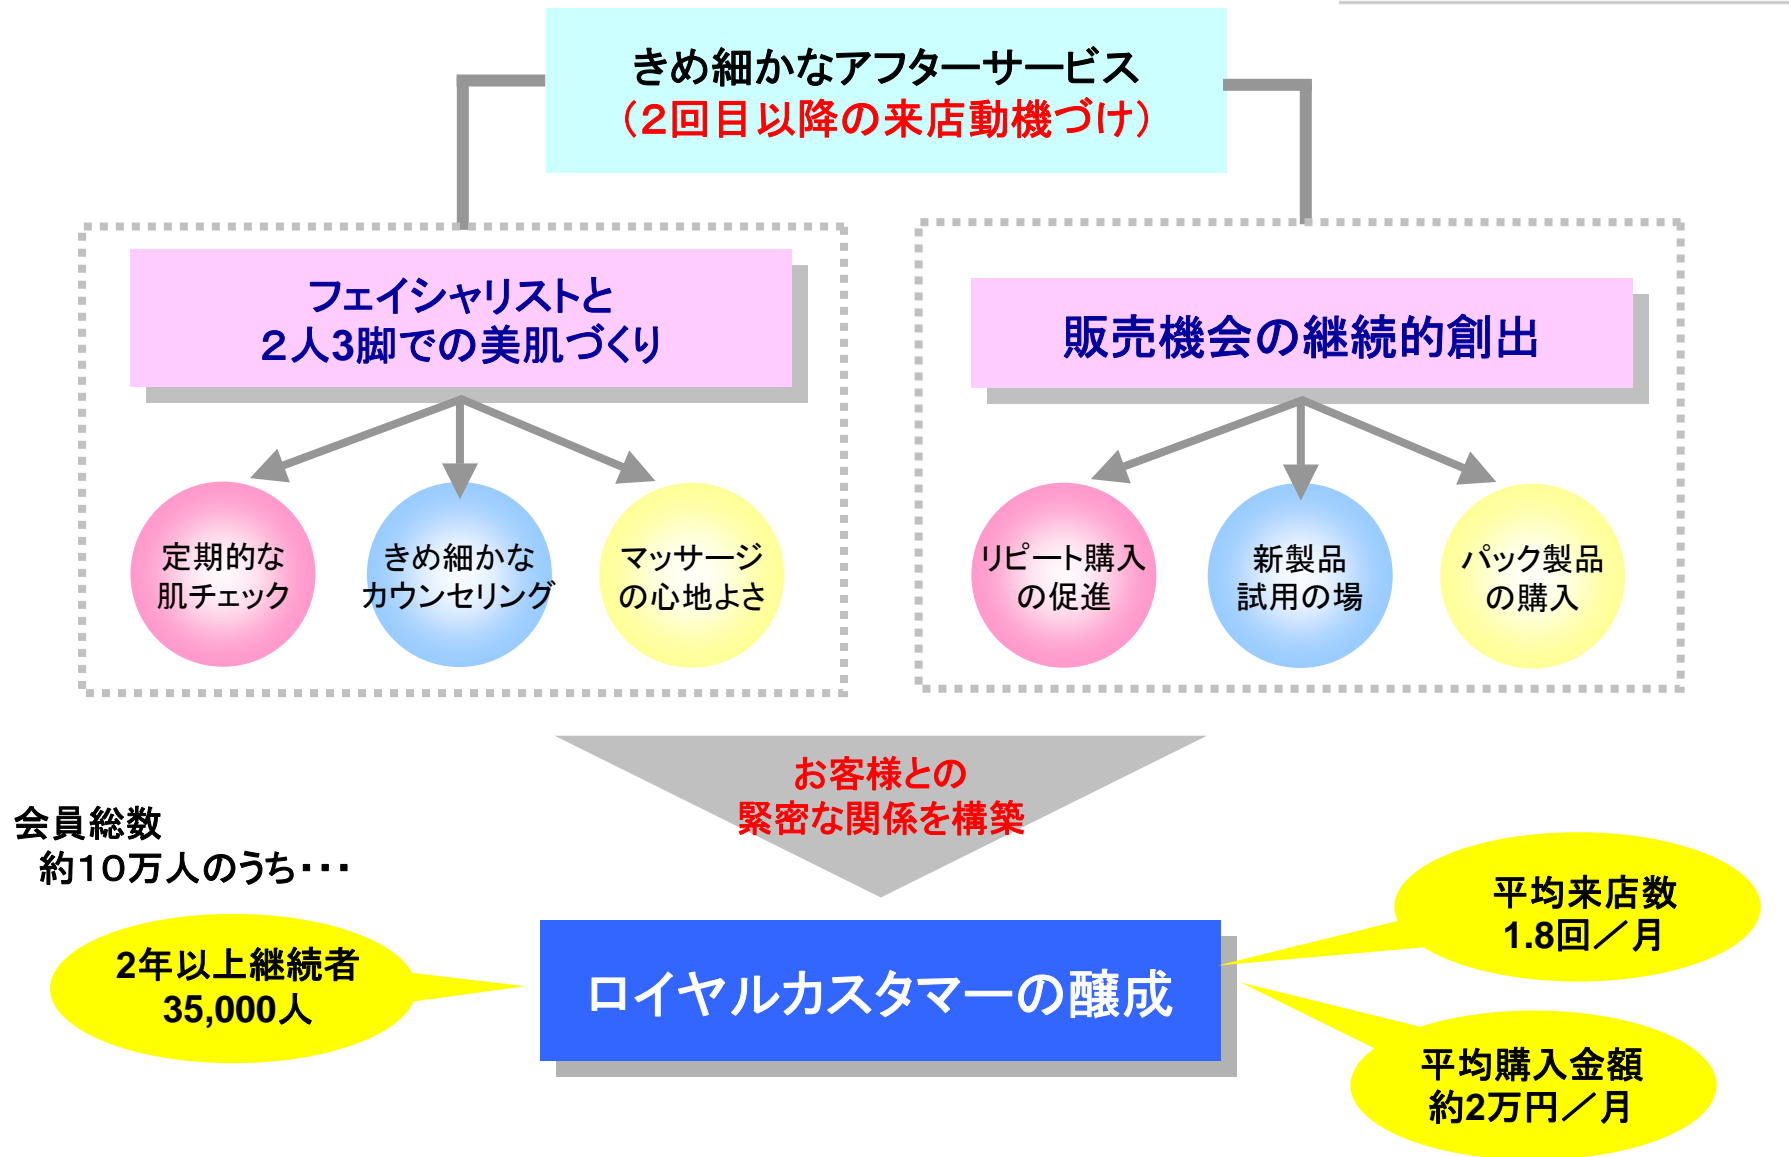 きめ細かなアフターサービス
（２回目以降の来店動機づけ）
フェイシャリストと
２人3脚での美肌づくり
販売機会の継続的創出
定期的な
肌チェック
きめ細かな
カウンセリング
マッサージ
の心地よさ
リピート購入
の促進
新製品
試用の場
パック製品
の購入
お客様との
緊密な関係を構築
会員総数
約１０万人のうち・・・
2年以上継続者
35,000人
ロイヤルカスタマーの醸成
平均来店数
1.8回／月
平均購入金額
約2万円／月